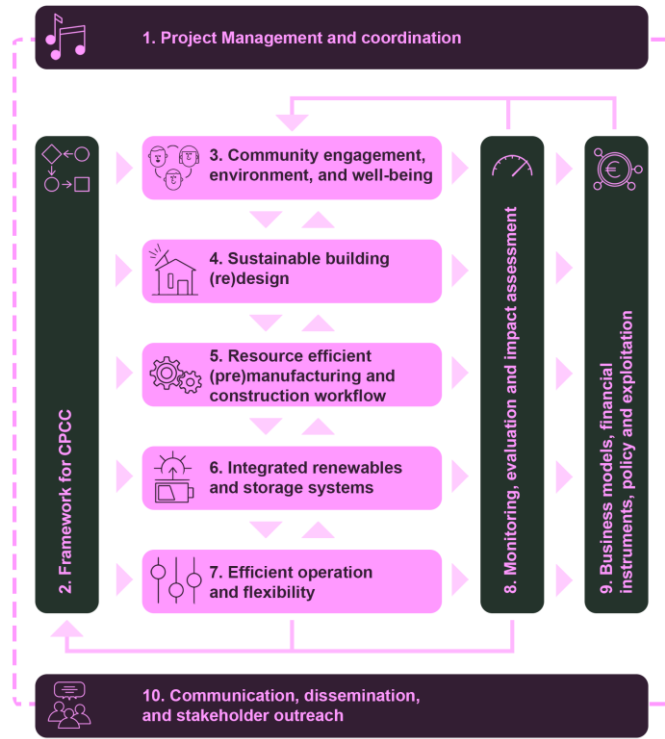 1. Project Management and coordination
3. Community engagement,
environment, and well-being
4. Sustainable building
(re)design
5. Resource efficient
(pre)manufacturing and
construction workflow
6. Integrated renewables
and storage systems
7. Efficient operation
and flexibility
2. Framework for CPCC
8. Monitoring, evaluation and impact assessment
9. Business models, financial
instruments, policy and exploitation
10. Communication, dissemination,
and stakeholder outreach